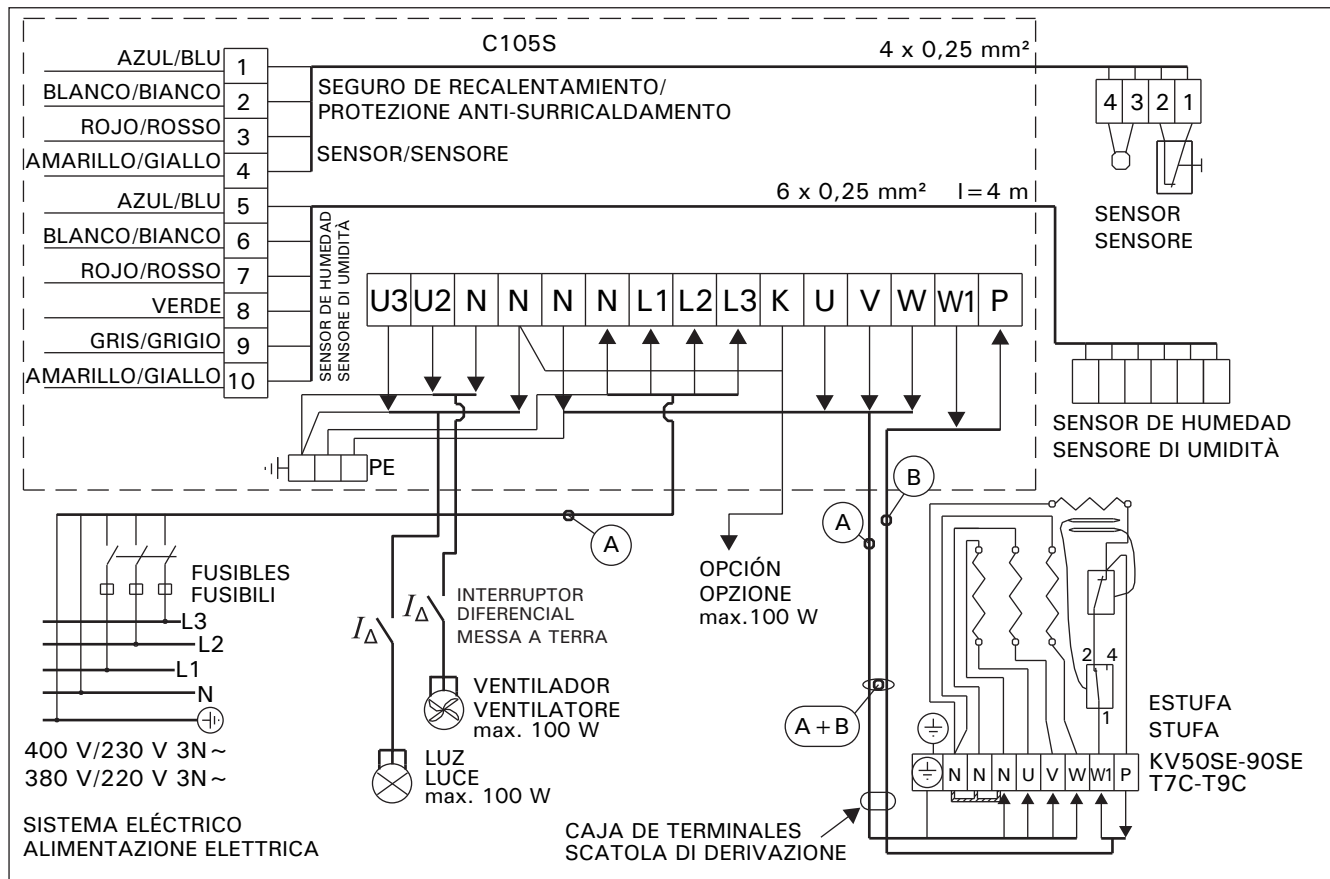 C105S
4 x 0,25 mm²
AZUL/BLU 1
BLANCO/BIANCO 2
ROJO/ROSSO 3
AMARILLO/GIALLO 4
AZUL/BLU 5
BLANCO/BIANCO 6
ROJO/ROSSO 7
VERDE 8
GRIS/GRIGIO 9
AMARILLO/GIALLO 10
SEGURO DE RECALENTAMIENTO/
PROTEZIONE ANTI-SURRICALDAMENTO
SENSOR/SENSORE
4 3 2 1
SENSOR
SENSORE
6 x 0,25 mm² l=4 m
SENSOR DE HUMEDAD
SENSORE DI UMIDITÀ
U3 U2 N N N N L1 L2 L3 K U V W W1 P
SENSOR DE HUMEDAD
SENSORE DI UMIDITÀ
PE
A
B
A
OPCIÓN
OPZIONE
max.100 W
FUSIBLES
FUSIBILI
L3
L2
L1
N
400 V/230 V 3N~
380 V/220 V 3N~
SISTEMA ELÉCTRICO
ALIMENTAZIONE ELETTRICA
IΔ
IΔ
INTERRUPTOR
DIFERENCIAL
MESSA A TERRA
VENTILADOR
VENTILATORE
max. 100 W
LUZ
LUCE
max. 100 W
A+B
2 4
1
ESTUFA
STUFA
KV50SE-90SE
T7C-T9C
N N N U V W W1 P
CAJA DE TERMINALES
SCATOLA DI DERIVAZIONE